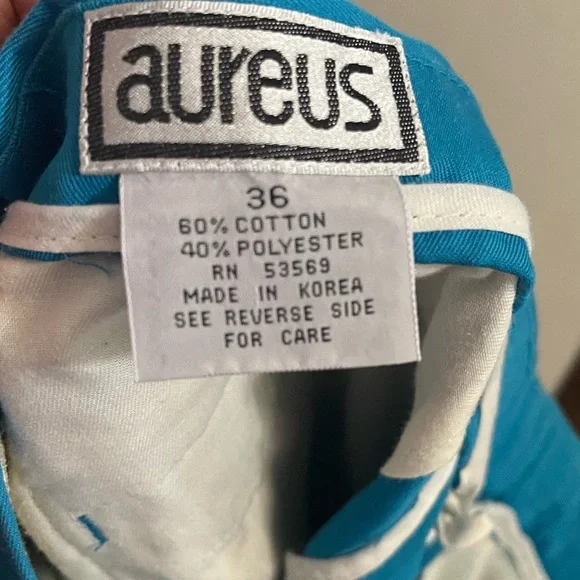 aureus
36
60% COTTON
40% POLYESTER
RN 53569
MADE IN KOREA
SEE REVERSE SIDE
FOR CARE